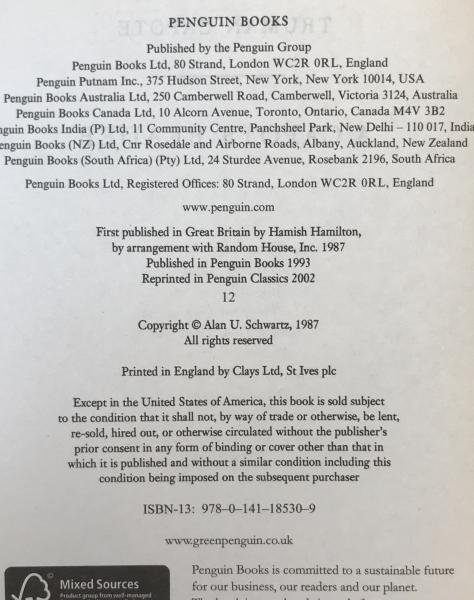 PENGUIN BOOKS
Published by the Penguin Group
Penguin Books Ltd, 80 Strand, London WC2R 0RL, England
Penguin Putnam Inc., 375 Hudson Street, New York, New York 10014, USA
Penguin Books Australia Ltd, 250 Camberwell Road, Camberwell, Victoria 3124, Australia
Penguin Books Canada Ltd, 10 Alcorn Avenue, Toronto, Ontario, Canada M4V 3B2
nguin Books India (P) Ltd, 11 Community Centre, Panchsheel Park, New Delhi – 110 017, India
enguin Books (NZ) Ltd, Cnr Rosedale and Airborne Roads, Albany, Auckland, New Zealand
Penguin Books (South Africa) (Pty) Ltd, 24 Sturdee Avenue, Rosebank 2196, South Africa
Penguin Books Ltd, Registered Offices: 80 Strand, London WC2R 0RL, England
www.penguin.com
First published in Great Britain by Hamish Hamilton,
by arrangement with Random House, Inc. 1987
Published in Penguin Books 1993
Reprinted in Penguin Classics 2002
12
Copyright © Alan U. Schwartz, 1987
All rights reserved
Printed in England by Clays Ltd, St Ives plc
Except in the United States of America, this book is sold subject
to the condition that it shall not, by way of trade or otherwise, be lent,
re-sold, hired out, or otherwise circulated without the publisher's
prior consent in any form of binding or cover other than that in
which it is published and without a similar condition including this
condition being imposed on the subsequent purchaser
ISBN-13: 978–0–141–18530–9
www.greenpenguin.co.uk
Mixed Sources
Product group from well-managed
Penguin Books is committed to a sustainable future
for our business, our readers and our planet.